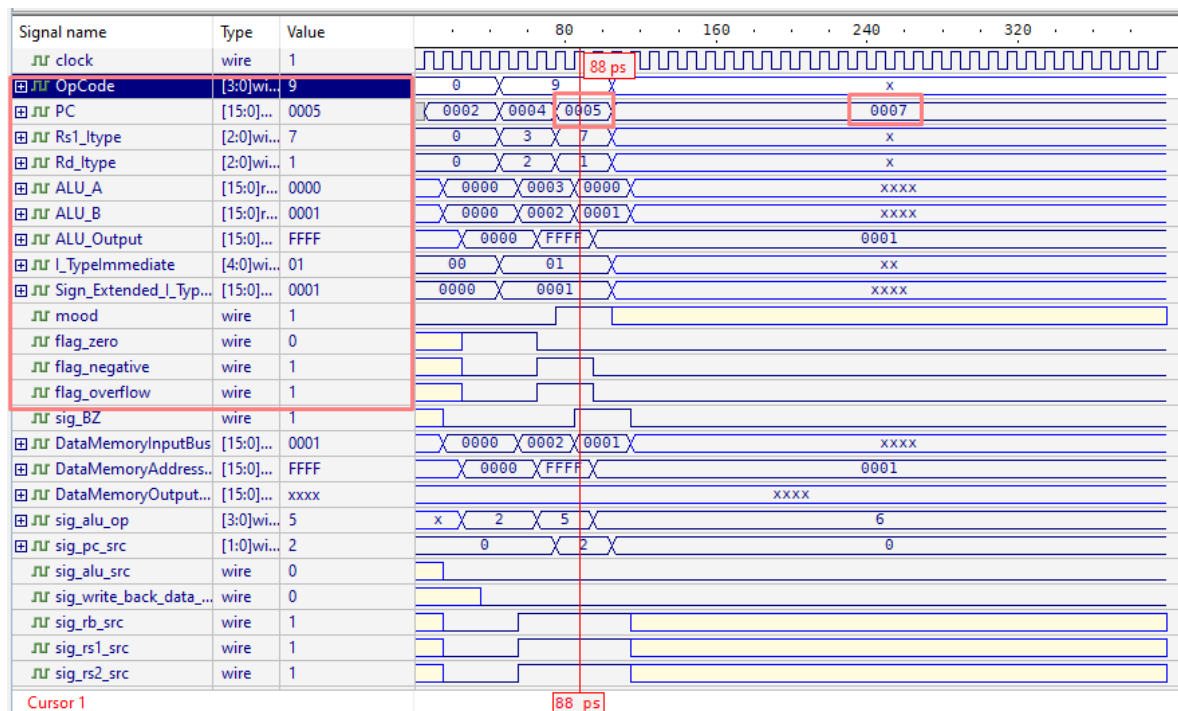 Signal name Type Value 80 160 240 320
clock wire 1 88 ps
OpCode [3:0]wi... 9 0 9 x
PC [15:0]... 0005 0002 0004 0005 0007
Rs1_Itype [2:0]wi... 7 0 3 7 x
Rd_Itype [2:0]wi... 1 0 2 1 x
ALU_A [15:0]r... 0000 0000 0003 0000 xxxx
ALU_B [15:0]r... 0001 0000 0002 0001 xxxx
ALU_Output [15:0]... FFFF 0000 FFFF 0001
I_TypeImmediate [4:0]wi... 01 00 01 xx
Sign_Extended_I_Typ... [15:0]... 0001 0000 0001 xxxx
mood wire 1
flag_zero wire 0
flag_negative wire 1
flag_overflow wire 1
sig_BZ wire 1
DataMemoryInputBus [15:0]... 0001 0000 0002 0001 xxxx
DataMemoryAddress... [15:0]... FFFF 0000 FFFF 0001
DataMemoryOutput... [15:0]... xxxx xxxx
sig_alu_op [3:0]wi... 5 x 2 5 6
sig_pc_src [1:0]wi... 2 0 2 0
sig_alu_src wire 0
sig_write_back_data_... wire 0
sig_rb_src wire 1
sig_rs1_src wire 1
sig_rs2_src wire 1
Cursor 1 88 ps